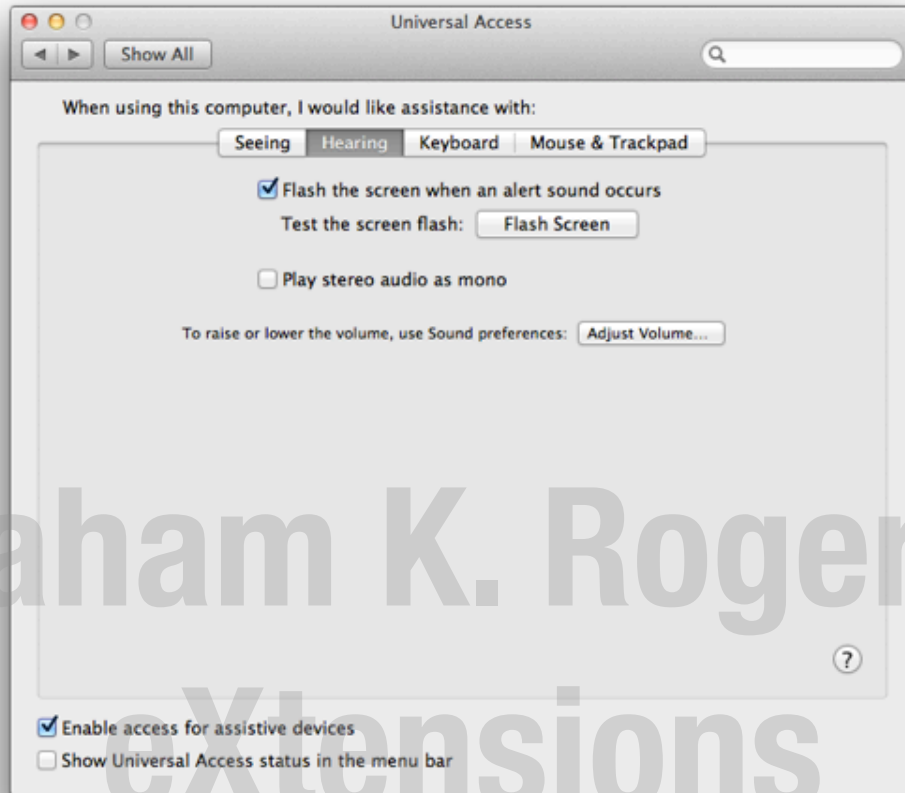 Universal Access
Show All
When using this computer, I would like assistance with:
Seeing Hearing Keyboard Mouse & Trackpad
Flash the screen when an alert sound occurs
Test the screen flash: Flash Screen
Play stereo audio as mono
To raise or lower the volume, use Sound preferences: Adjust Volume...
aham K. Roger
?
eXtensions
Enable access for assistive devices
Show Universal Access status in the menu bar